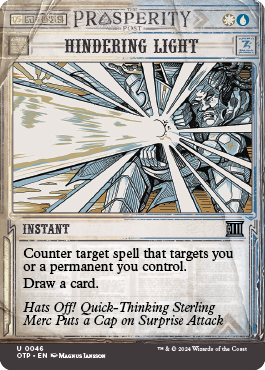 THE
PROSPERITY
POST
HINDERING LIGHT
INSTANT
Counter target spell that targets you
or a permanent you control.
Draw a card.
Hats Off! Quick-Thinking Sterling
Merc Puts a Cap on Surprise Attack
U 0046
OTP • EN MAGNUS JANSSON
™ & © 2024 Wizards of the Coast